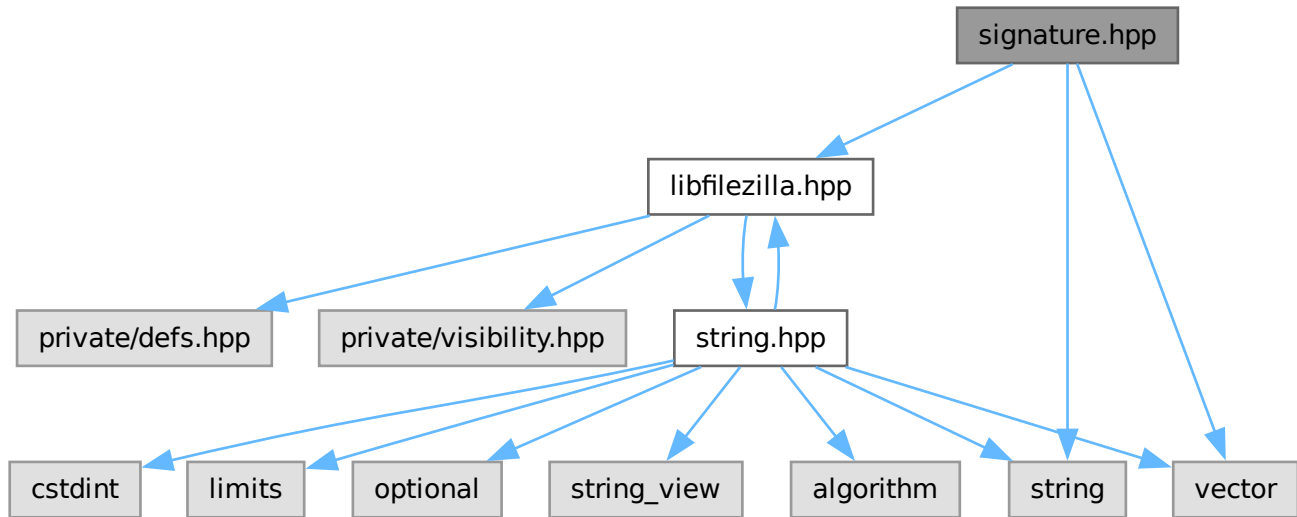 signature.hpp
libfilezilla.hpp
private/defs.hpp
private/visibility.hpp
string.hpp
cstdint
limits
optional
string_view
algorithm
string
vector